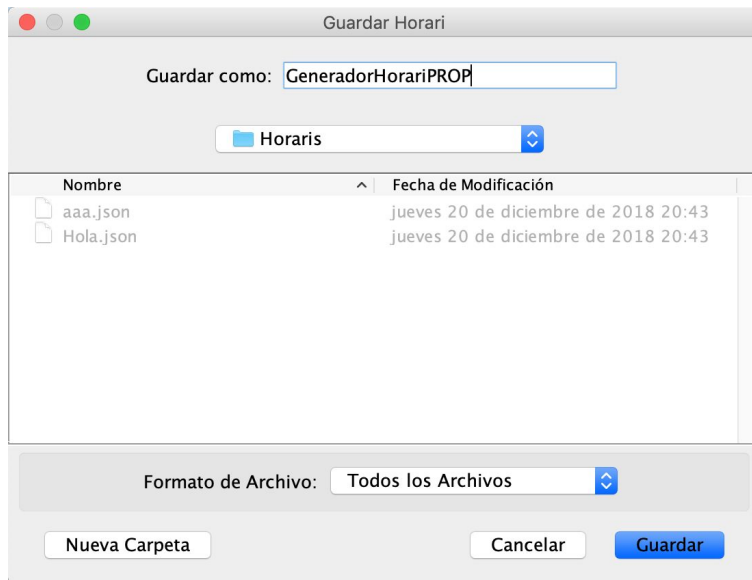 Guardar Horari
Guardar como: GeneradorHorariPROP
Horaris
Nombre Fecha de Modificación
aaa.json jueves 20 de diciembre de 2018 20:43
Hola.json jueves 20 de diciembre de 2018 20:43
Formato de Archivo: Todos los Archivos
Nueva Carpeta Cancelar Guardar